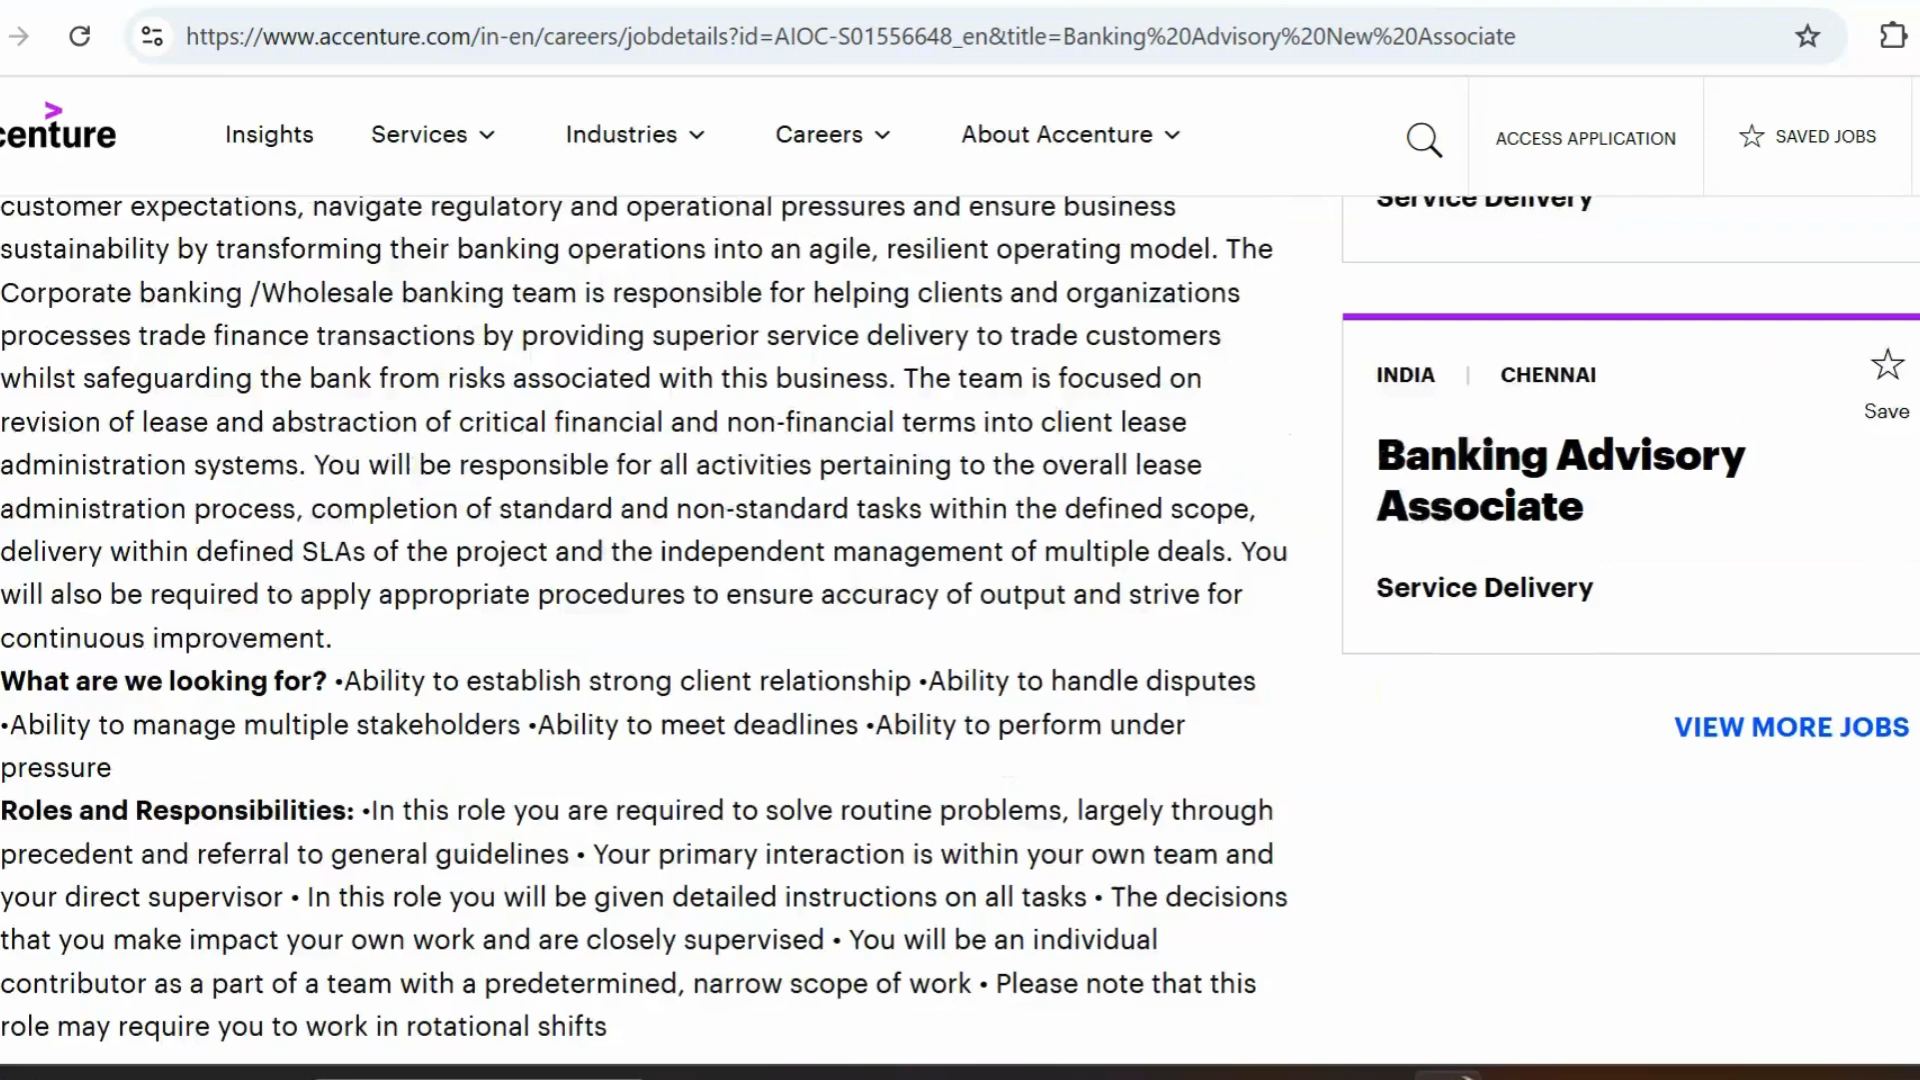 https://www.accenture.com/in-en/careers/jobdetails?id=AIOC-S01556648_en&title=Banking%20Advisory%20New%20Associate
centure
>
Insights
Services
Industries
Careers
About Accenture
ACCESS APPLICATION
SAVED JOBS
customer expectations, navigate regulatory and operational pressures and ensure business
sustainability by transforming their banking operations into an agile, resilient operating model. The
Corporate banking /Wholesale banking team is responsible for helping clients and organizations
processes trade finance transactions by providing superior service delivery to trade customers
whilst safeguarding the bank from risks associated with this business. The team is focused on
revision of lease and abstraction of critical financial and non-financial terms into client lease
administration systems. You will be responsible for all activities pertaining to the overall lease
administration process, completion of standard and non-standard tasks within the defined scope,
delivery within defined SLAs of the project and the independent management of multiple deals. You
will also be required to apply appropriate procedures to ensure accuracy of output and strive for
continuous improvement.
What are we looking for? •Ability to establish strong client relationship •Ability to handle disputes
•Ability to manage multiple stakeholders •Ability to meet deadlines •Ability to perform under
pressure
Roles and Responsibilities: •In this role you are required to solve routine problems, largely through
precedent and referral to general guidelines • Your primary interaction is within your own team and
your direct supervisor • In this role you will be given detailed instructions on all tasks • The decisions
that you make impact your own work and are closely supervised • You will be an individual
contributor as a part of a team with a predetermined, narrow scope of work • Please note that this
role may require you to work in rotational shifts
Service Delivery
INDIA | CHENNAI
Save
Banking Advisory
Associate
Service Delivery
VIEW MORE JOBS